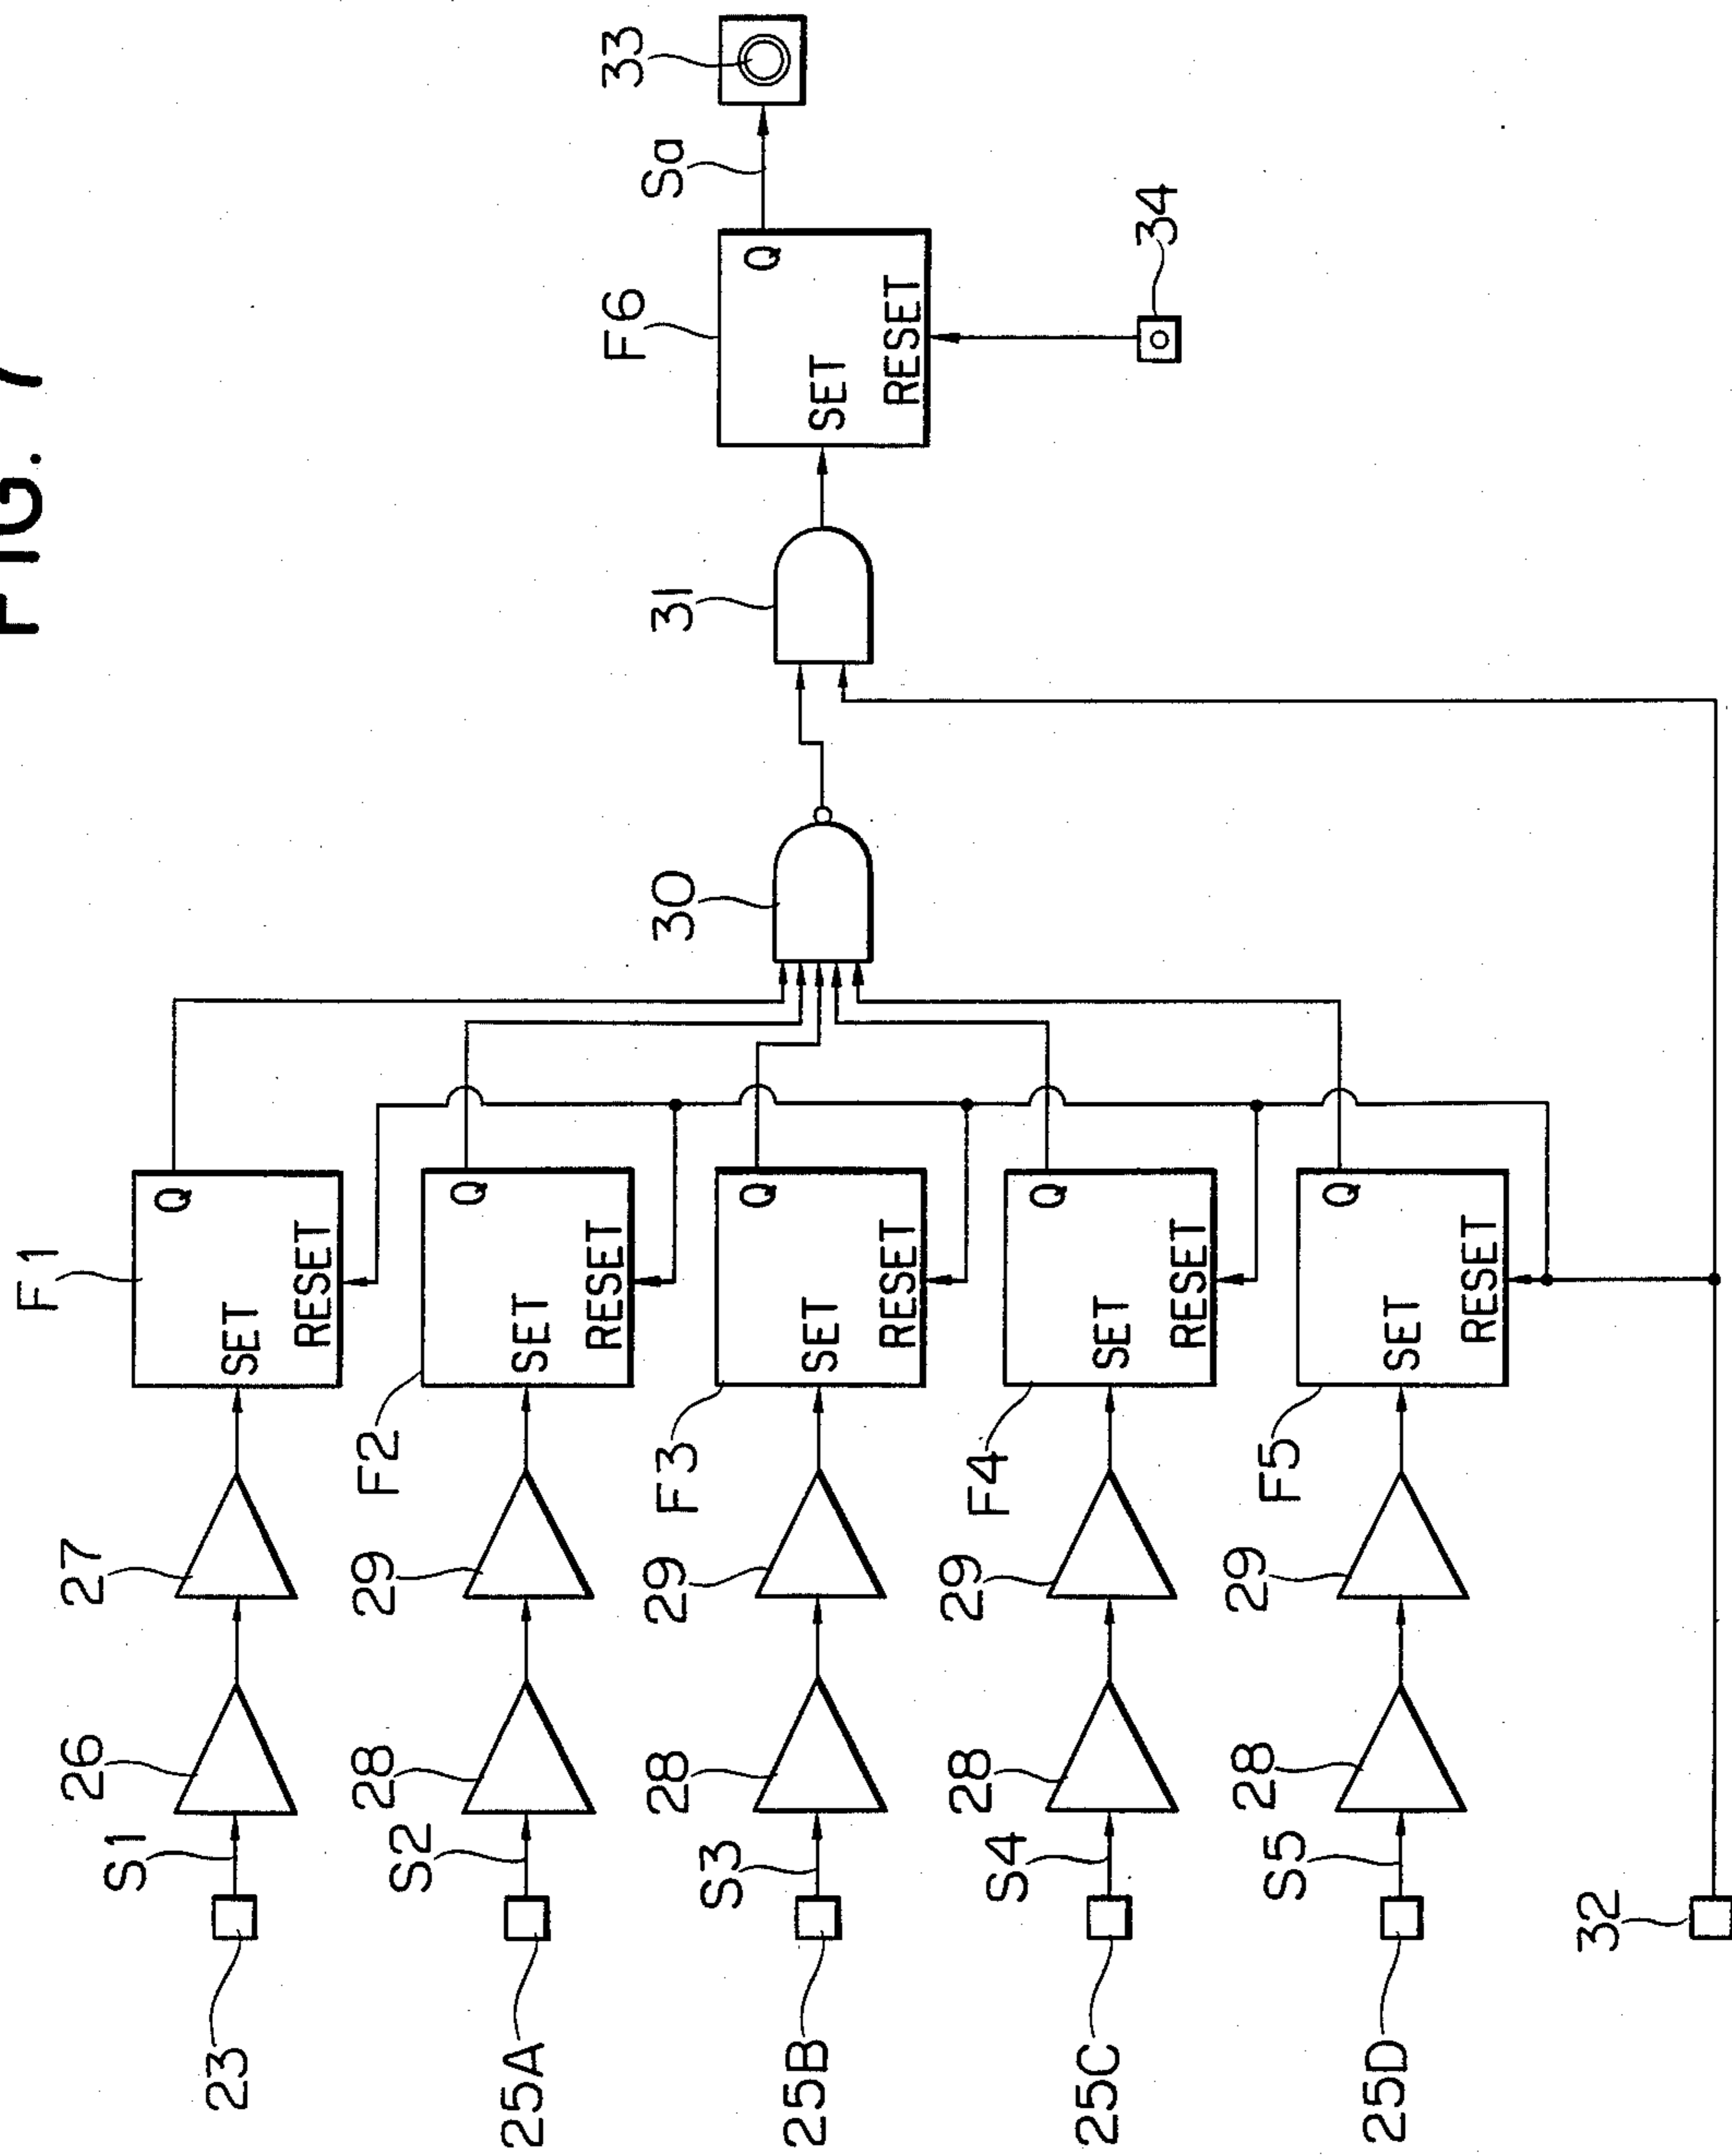 FIG. 7
23
S1
26
27
F1
SET
RESET
Q
25A
S2
28
29
F2
SET
RESET
Q
25B
S3
28
29
F3
SET
RESET
Q
25C
S4
28
29
F4
SET
RESET
Q
25D
S5
28
29
F5
SET
RESET
Q
32
30
31
F6
SET
RESET
Q
Sa
33
34